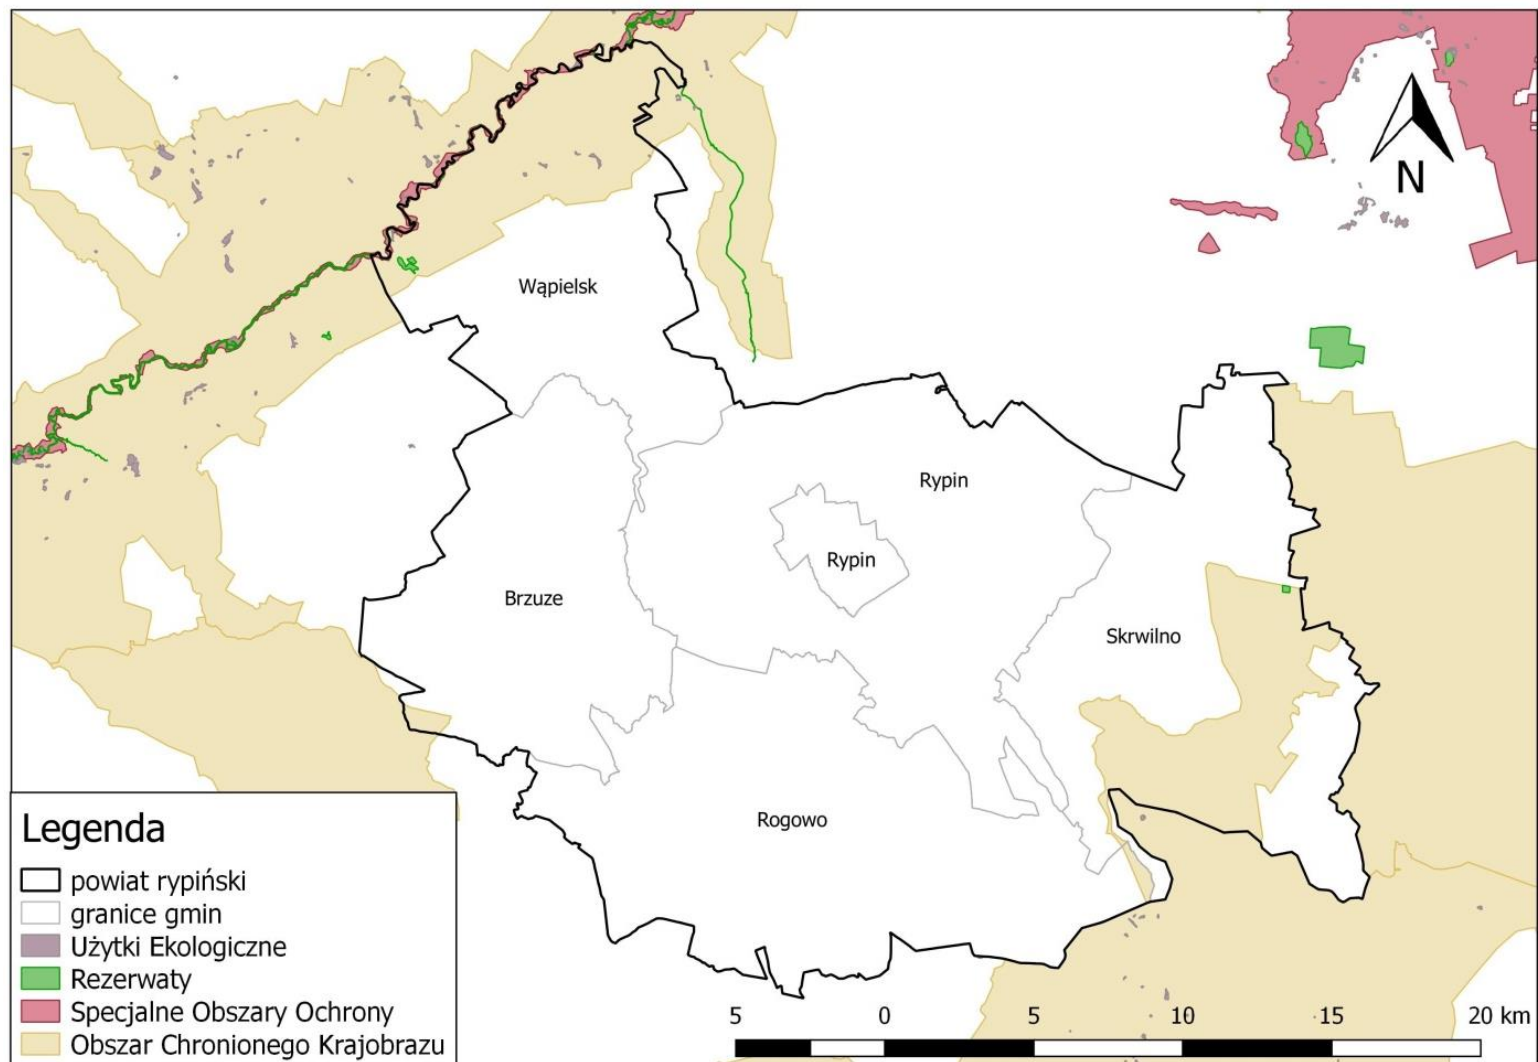 N
Wąpielsk
Rypin
Rypin
Brzuze
Skrwilno
Rogowo
Legenda
powiat rypiński
granice gmin
Użytki Ekologiczne
Rezerwaty
Specjalne Obszary Ochrony
Obszar Chronionego Krajobrazu
5 0 5 10 15 20 km